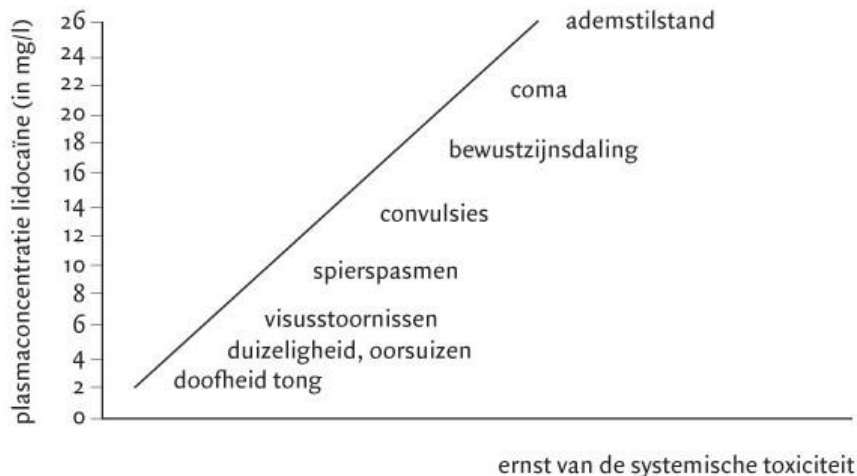 plasmaconcentratie lidocaïne (in mg/l)
26
24
22
20
18
16
14
12
10
8
6
4
2
0
ademstilstand
coma
bewustzijnsdaling
convulsies
spierspasmen
visusstoornissen
duizeligheid, oorsuizen
doofheid tong
ernst van de systemische toxiciteit